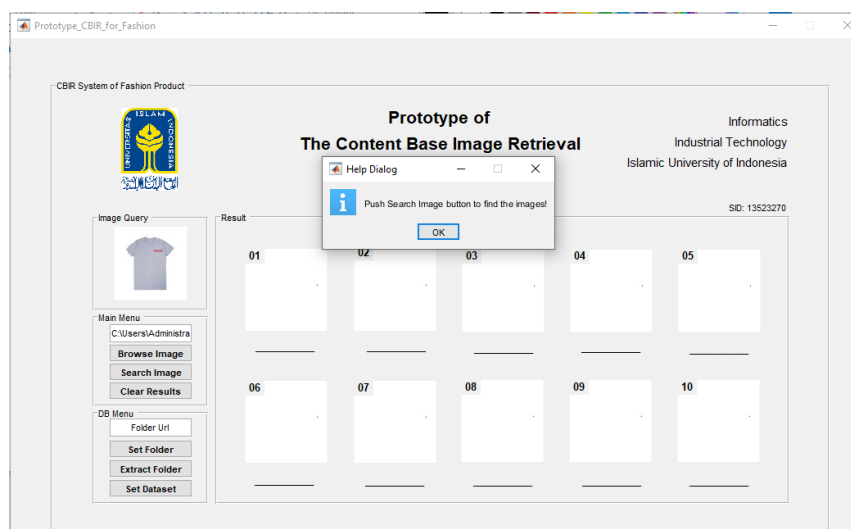 Prototype_CBIR_for_Fashion
CBIR System of Fashion Product
ISLAM
UNIVERSITAS
INDONESIA
Prototype of
The Content Base Image Retrieval
Informatics
Industrial Technology
Islamic University of Indonesia
SID: 13523270
Help Dialog
Push Search Image button to find the images!
OK
Image Query
Result
01
02
03
04
05
Main Menu
C:\Users\Administra
Browse Image
Search Image
Clear Results
06
07
08
09
10
DB Menu
Folder Url
Set Folder
Extract Folder
Set Dataset